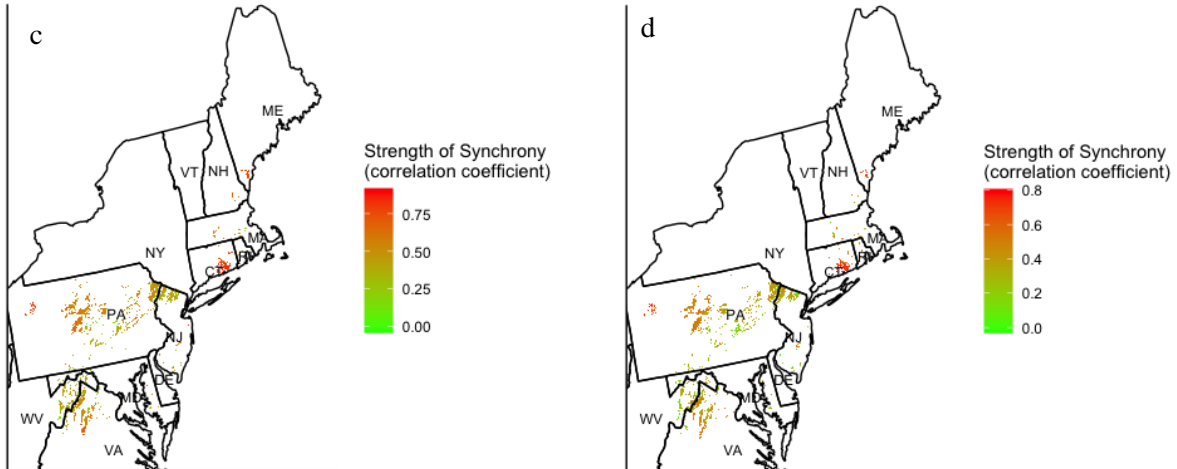 c
ME
VT
NH
MA
NY
CT
RI
PA
NJ
DE
MD
WV
VA
Strength of Synchrony
(correlation coefficient)
0.75
0.50
0.25
0.00
d
ME
VT
NH
MA
NY
CT
RI
PA
NJ
DE
MD
WV
VA
Strength of Synchrony
(correlation coefficient)
0.8
0.6
0.4
0.2
0.0